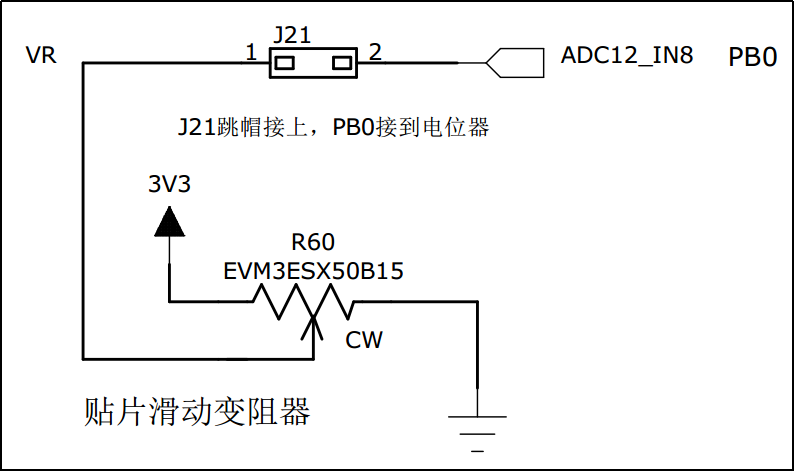 J21
VR
1
2
ADC12_IN8
PB0
J21跳帽接上，PB0接到电位器
3V3
R60
EVM3ESX50B15
CW
贴片滑动变阻器